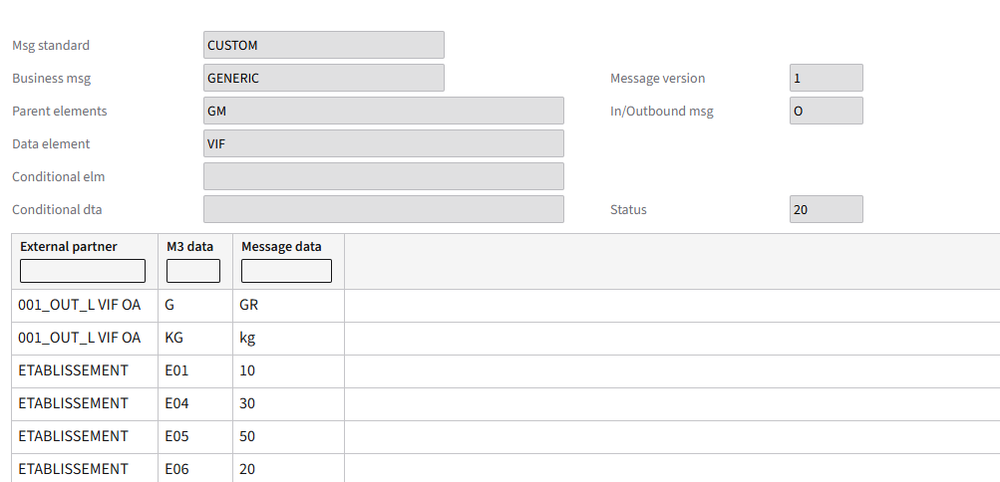 Msg standard CUSTOM
Business msg GENERIC Message version 1
Parent elements GM In/Outbound msg O
Data element VIF
Conditional elm
Conditional dta Status 20
External partner M3 data Message data
001_OUT_L VIF OA G GR
001_OUT_L VIF OA KG kg
ETABLISSEMENT E01 10
ETABLISSEMENT E04 30
ETABLISSEMENT E05 50
ETABLISSEMENT E06 20